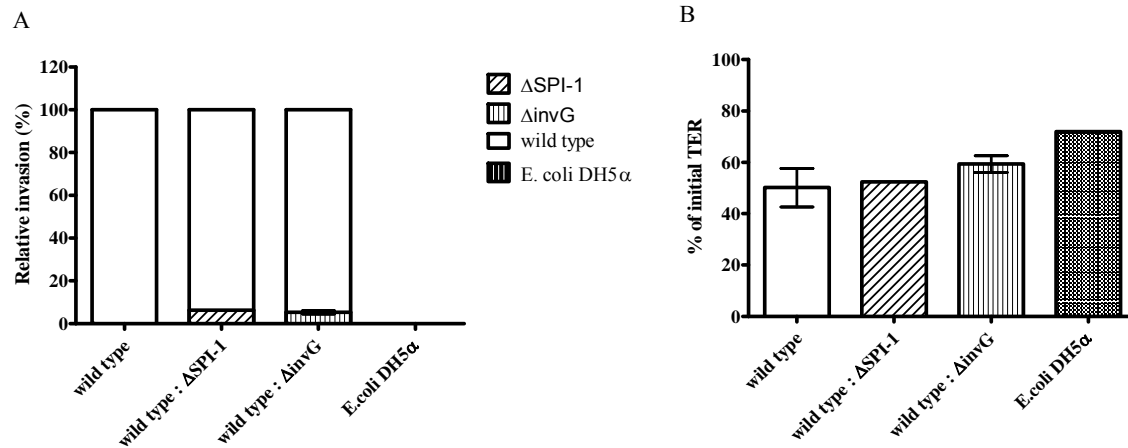 A
Relative invasion (%)
120
100
80
60
40
20
0
wild type
wild type : ΔSPI-1
wild type : ΔinvG
E.coli DH5α
ΔSPI-1
ΔinvG
wild type
E. coli DH5α
B
% of initial TER
100
80
60
40
20
0
wild type
wild type : ΔSPI-1
wild type : ΔinvG
E.coli DH5α